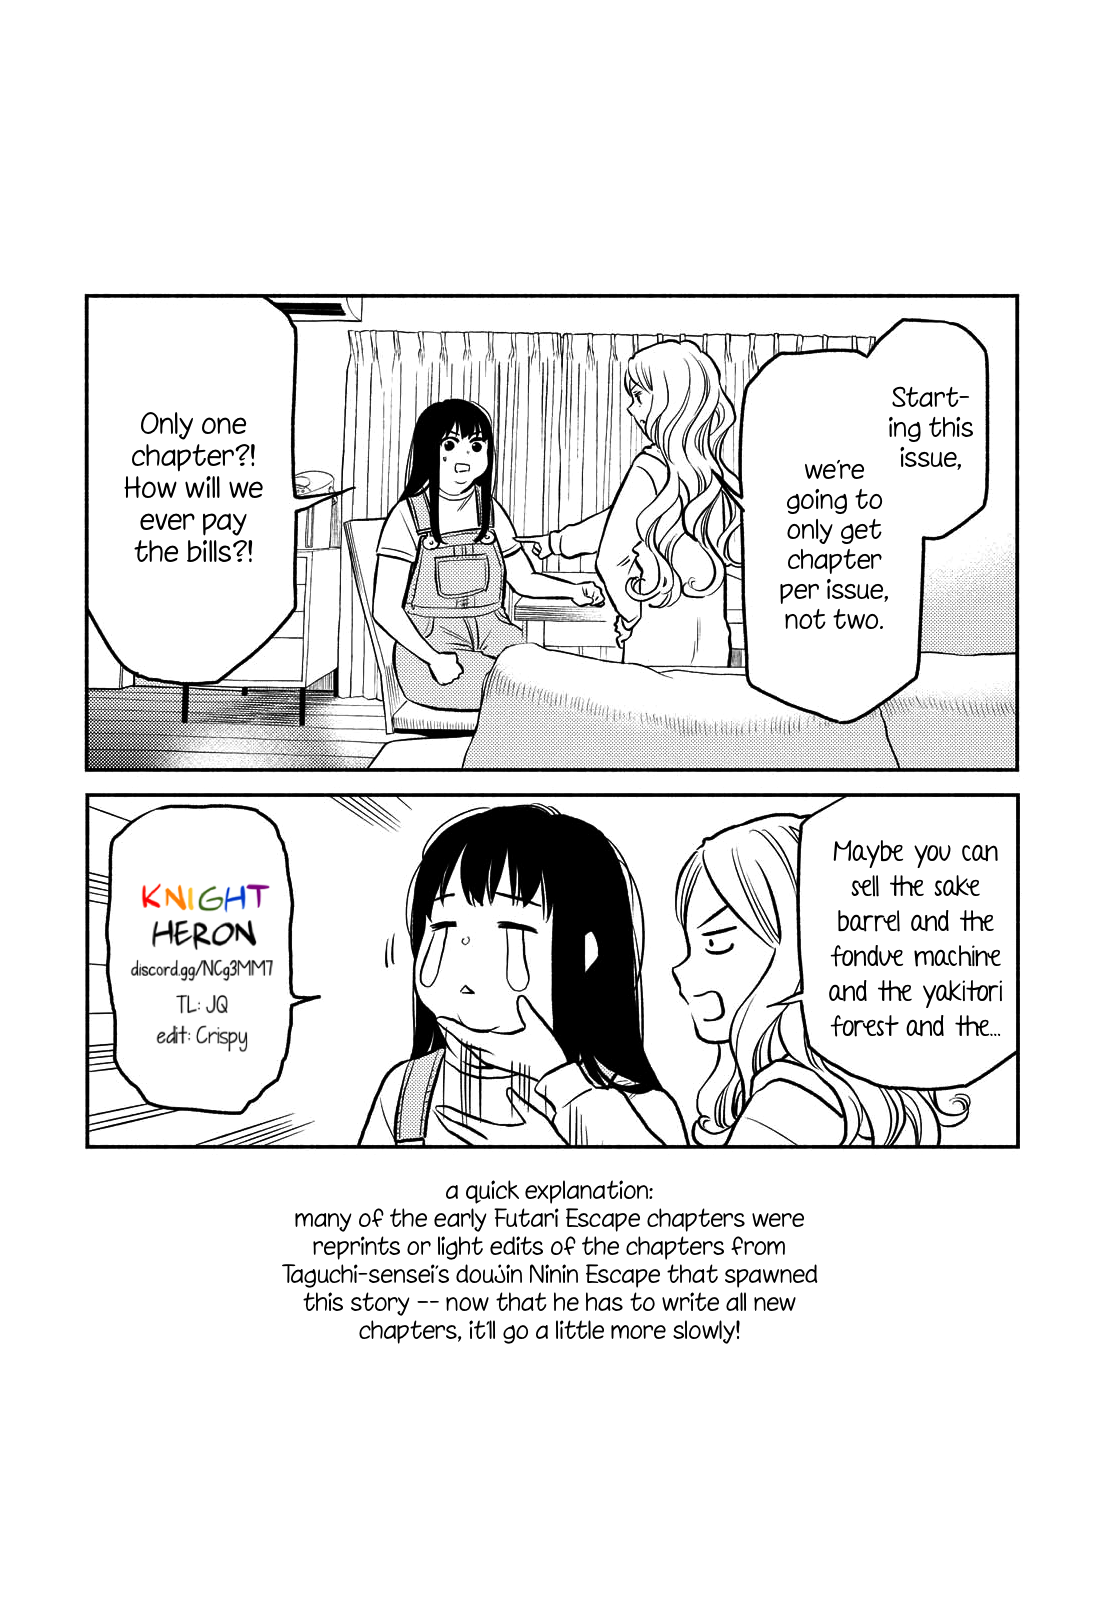 Start-
ing this
issue,
we're
going to
only get
chapter
per issue,
not two.
Only one
chapter?!
How will we
ever pay
the bills?!
Maybe you can
sell the sake
barrel and the
fondue machine
and the yakitori
forest and the...
KNIGHT
HERON
discord.gg/NCg3MM7
TL: JQ
edit: Crispy
a quick explanation:
many of the early Futari Escape chapters were
reprints or light edits of the chapters from
Taguchi-sensei's doujin Ninin Escape that spawned
this story -- now that he has to write all new
chapters, it'll go a little more slowly!